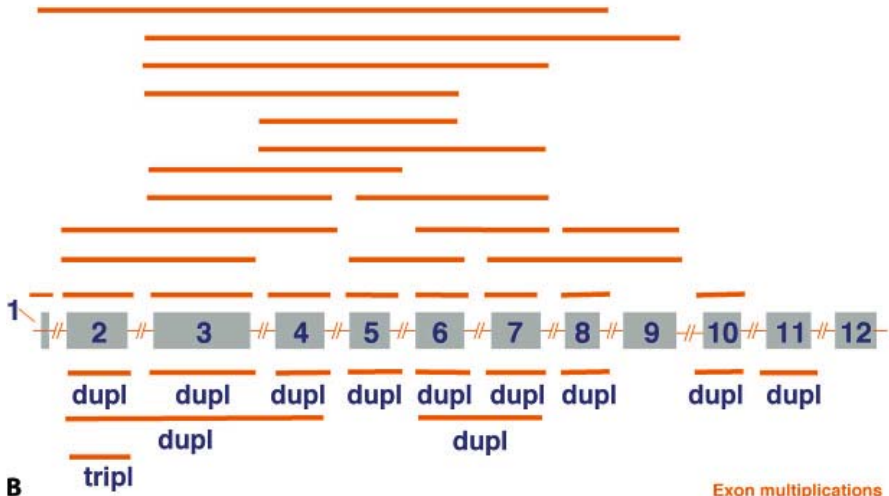 1
2 3 4 5 6 7 8 9 10 11 12
dupl dupl dupl dupl dupl dupl dupl dupl dupl
dupl dupl
tripl
B
Exon multiplications